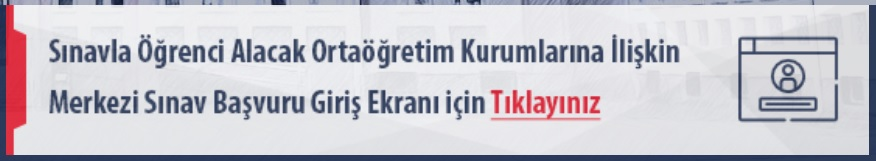 Sınavla Öğrenci Alacak Ortaöğretim Kurumlarına İlişkin
Merkezi Sınav Başvuru Giriş Ekranı için Tıklayınız